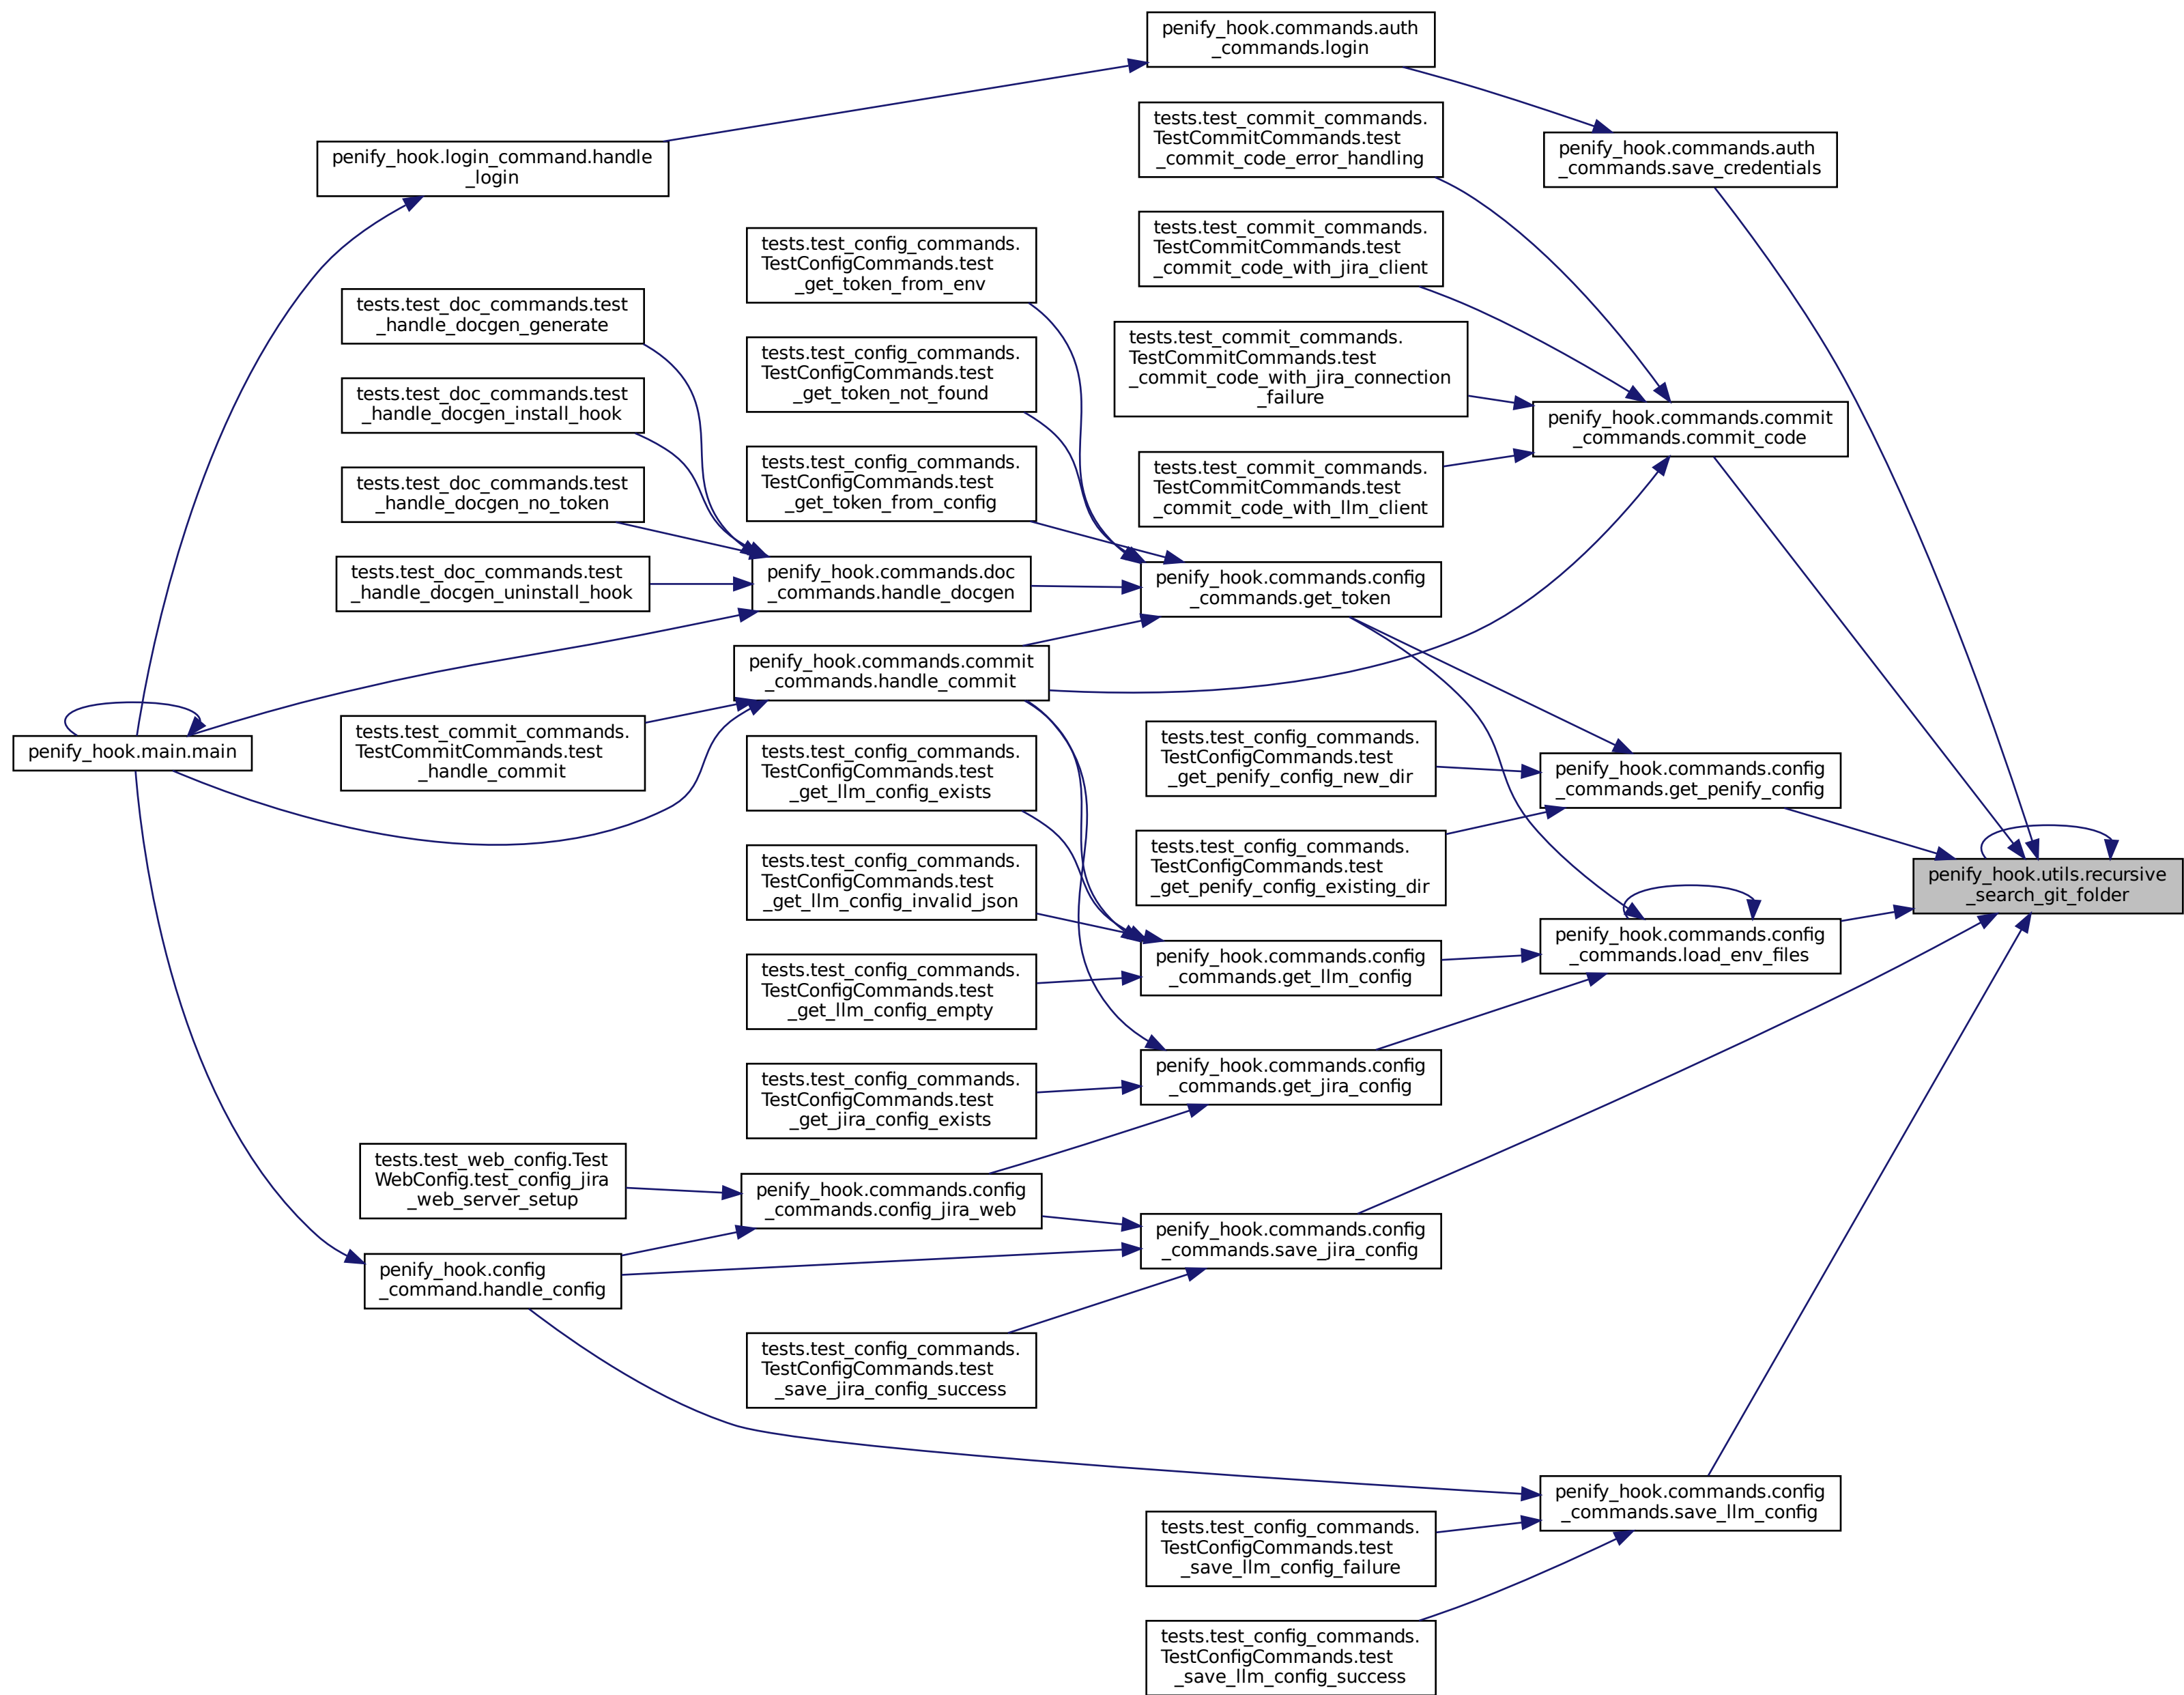 penify_hook.commands.auth
_commands.login
tests.test_commit_commands.
TestCommitCommands.test
_commit_code_error_handling
penify_hook.commands.auth
_commands.save_credentials
penify_hook.login_command.handle
_login
tests.test_commit_commands.
TestCommitCommands.test
_commit_code_with_jira_client
tests.test_config_commands.
TestConfigCommands.test
_get_token_from_env
tests.test_doc_commands.test
_handle_docgen_generate
tests.test_commit_commands.
TestCommitCommands.test
_commit_code_with_jira_connection
_failure
tests.test_config_commands.
TestConfigCommands.test
_get_token_not_found
tests.test_doc_commands.test
_handle_docgen_install_hook
penify_hook.commands.commit
_commands.commit_code
tests.test_config_commands.
TestConfigCommands.test
_get_token_from_config
tests.test_commit_commands.
TestCommitCommands.test
_commit_code_with_llm_client
tests.test_doc_commands.test
_handle_docgen_no_token
tests.test_doc_commands.test
_handle_docgen_uninstall_hook
penify_hook.commands.doc
_commands.handle_docgen
penify_hook.commands.config
_commands.get_token
penify_hook.commands.commit
_commands.handle_commit
penify_hook.main.main
tests.test_commit_commands.
TestCommitCommands.test
_handle_commit
tests.test_config_commands.
TestConfigCommands.test
_get_llm_config_exists
tests.test_config_commands.
TestConfigCommands.test
_get_penify_config_new_dir
penify_hook.commands.config
_commands.get_penify_config
tests.test_config_commands.
TestConfigCommands.test
_get_penify_config_existing_dir
penify_hook.utils.recursive
_search_git_folder
tests.test_config_commands.
TestConfigCommands.test
_get_llm_config_invalid_json
penify_hook.commands.config
_commands.load_env_files
penify_hook.commands.config
_commands.get_llm_config
tests.test_config_commands.
TestConfigCommands.test
_get_llm_config_empty
penify_hook.commands.config
_commands.get_jira_config
tests.test_config_commands.
TestConfigCommands.test
_get_jira_config_exists
tests.test_web_config.Test
WebConfig.test_config_jira
_web_server_setup
penify_hook.commands.config
_commands.config_jira_web
penify_hook.commands.config
_commands.save_jira_config
penify_hook.config
_command.handle_config
tests.test_config_commands.
TestConfigCommands.test
_save_jira_config_success
penify_hook.commands.config
_commands.save_llm_config
tests.test_config_commands.
TestConfigCommands.test
_save_llm_config_failure
tests.test_config_commands.
TestConfigCommands.test
_save_llm_config_success